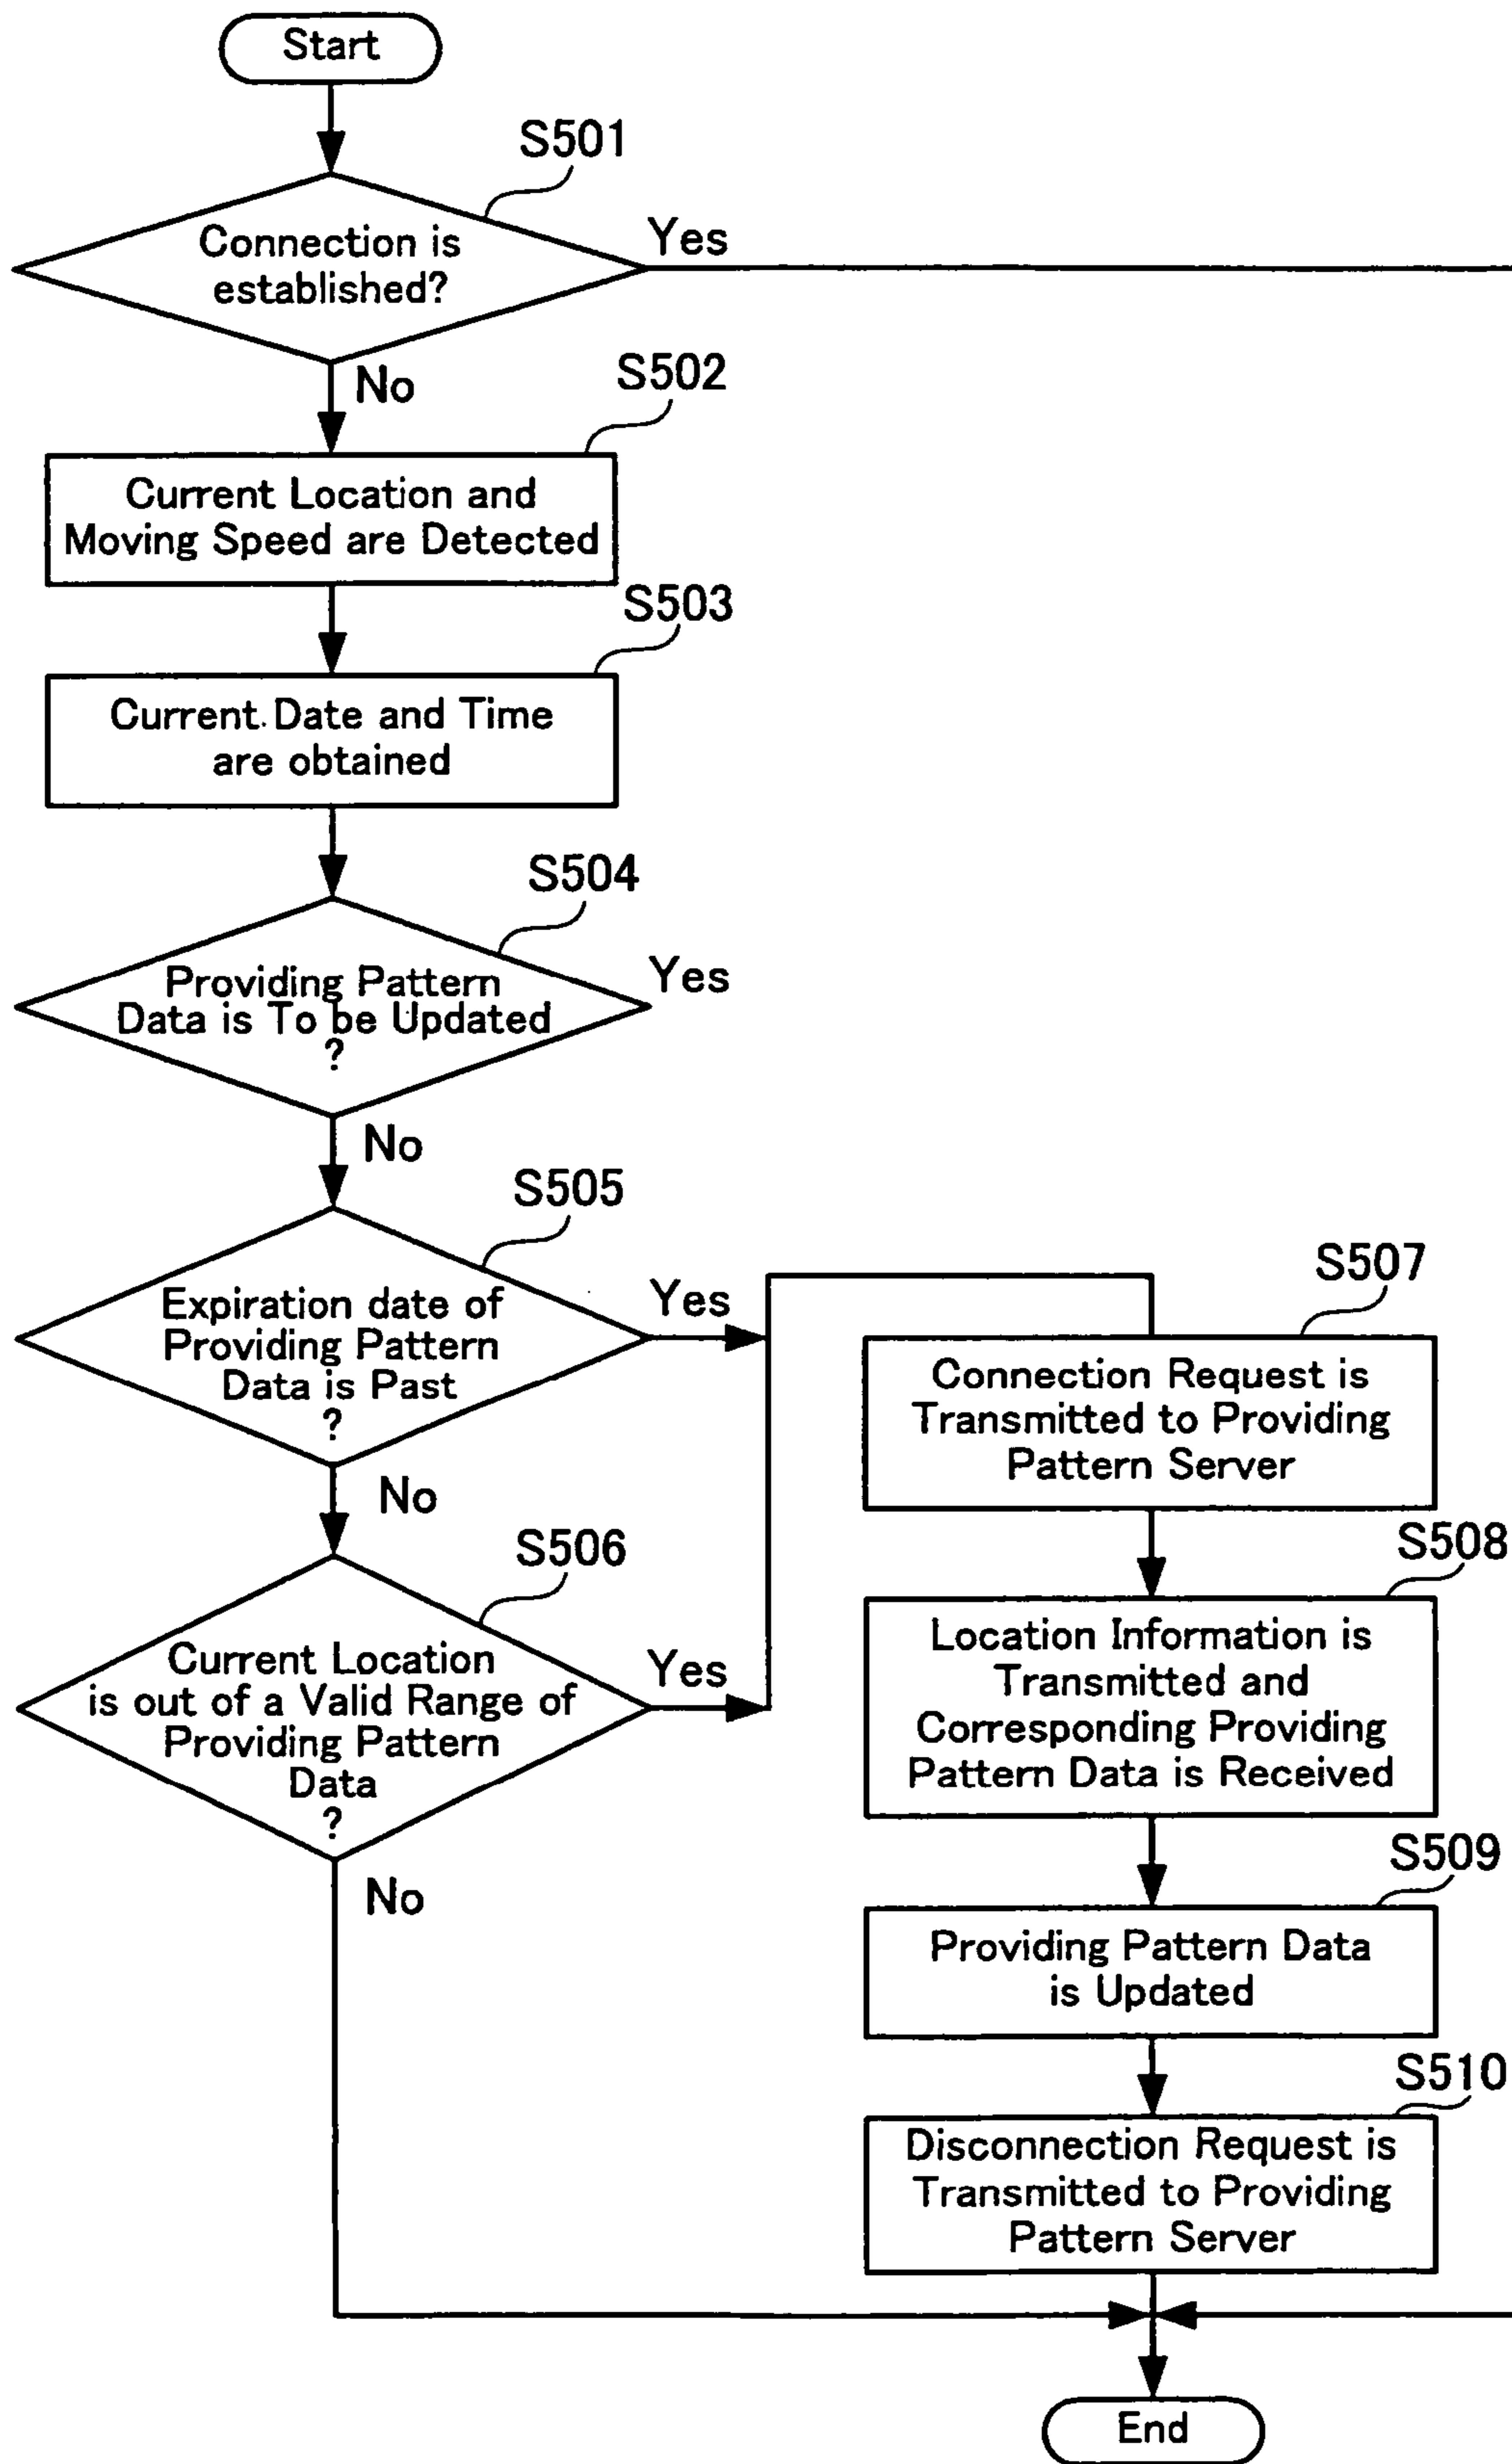 Start
S501
Connection is
established?
Yes
No
S502
Current Location and
Moving Speed are Detected
S503
Current Date and Time
are obtained
S504
Providing Pattern
Data is To be Updated
?
Yes
No
S505
Expiration date of
Providing Pattern
Data is Past
?
Yes
No
S506
Current Location
is out of a Valid Range of
Providing Pattern
Data
?
Yes
No
S507
Connection Request is
Transmitted to Providing
Pattern Server
S508
Location Information is
Transmitted and
Corresponding Providing
Pattern Data is Received
S509
Providing Pattern Data
is Updated
S510
Disconnection Request is
Transmitted to Providing
Pattern Server
End